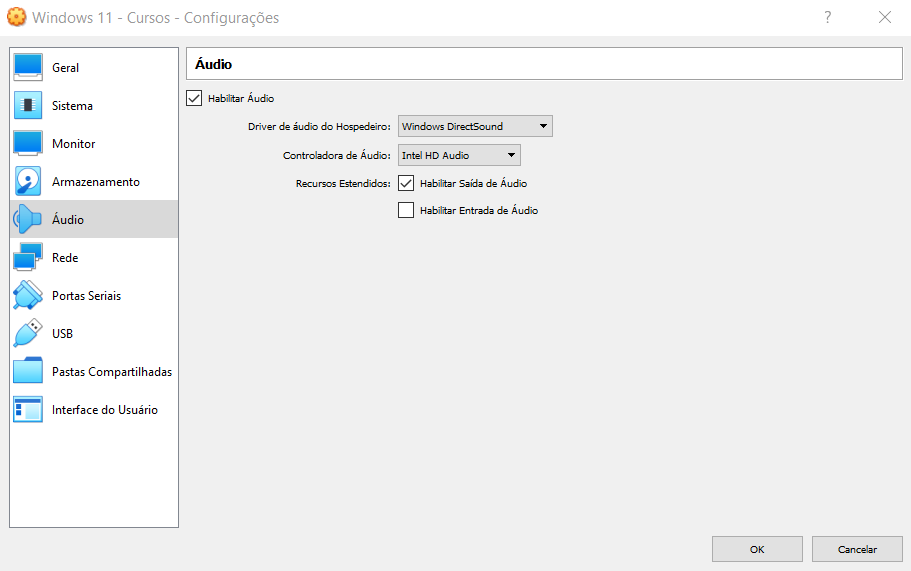 Windows 11 - Cursos - Configurações
?
Geral
Sistema
Monitor
Armazenamento
Áudio
Rede
Portas Seriais
USB
Pastas Compartilhadas
Interface do Usuário
Áudio
Habilitar Áudio
Driver de áudio do Hospedeiro: Windows DirectSound
Controladora de Áudio: Intel HD Audio
Recursos Estendidos: Habilitar Saída de Áudio
Habilitar Entrada de Áudio
OK Cancelar